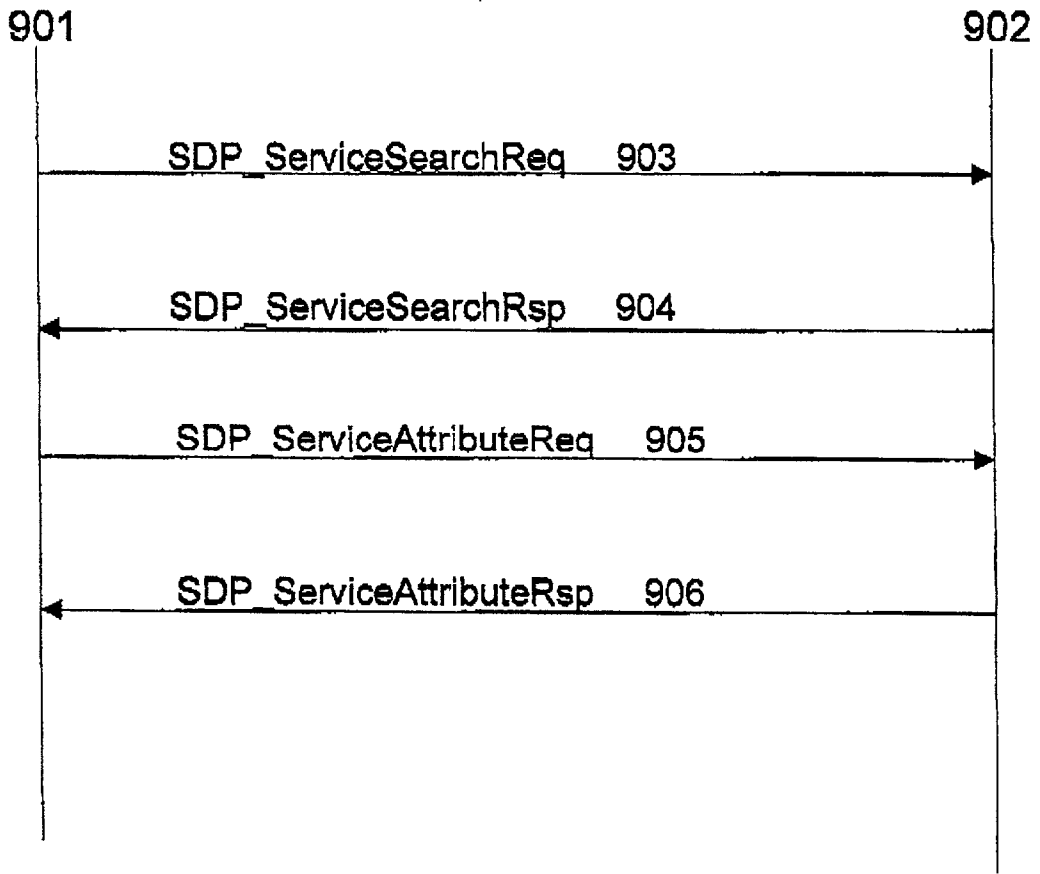 901 902
SDP_ServiceSearchReq 903
SDP_ServiceSearchRsp 904
SDP_ServiceAttributeReq 905
SDP_ServiceAttributeRsp 906